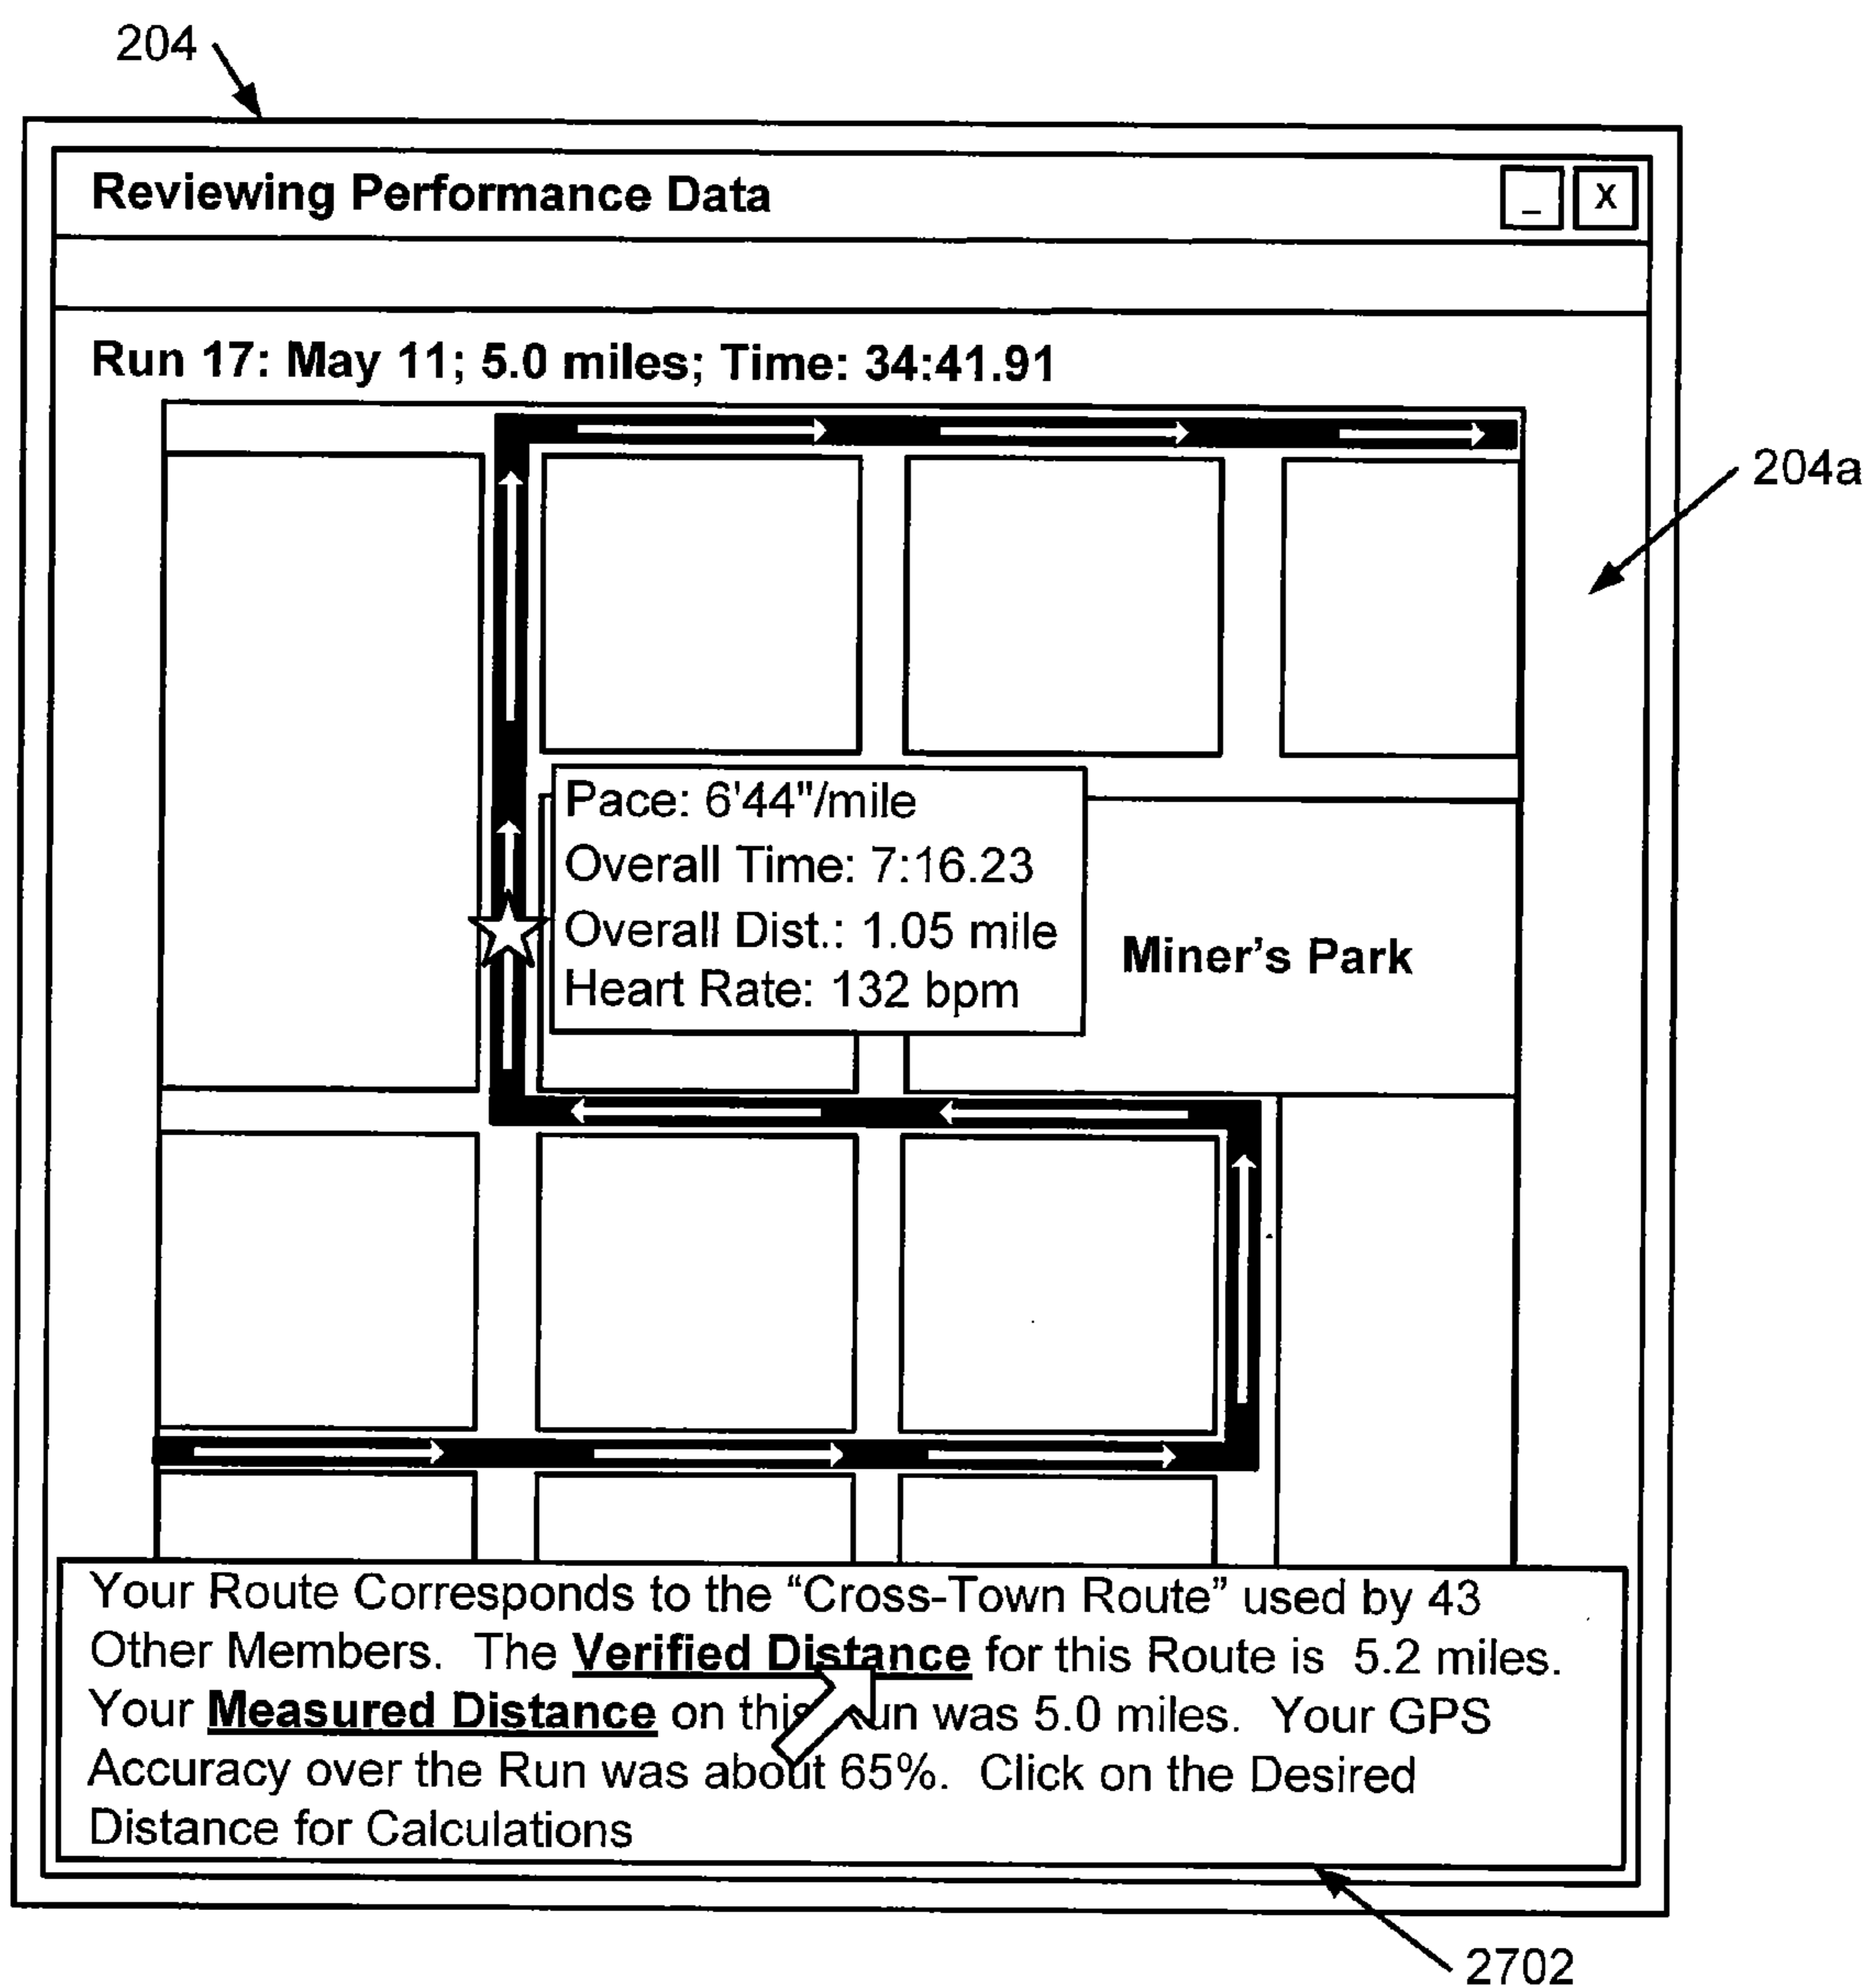 204
Reviewing Performance Data
_ X
Run 17: May 11; 5.0 miles; Time: 34:41.91
204a
Pace: 6'44"/mile
Overall Time: 7:16.23
Overall Dist.: 1.05 mile
Heart Rate: 132 bpm
Miner's Park
Your Route Corresponds to the “Cross-Town Route” used by 43
Other Members. The Verified Distance for this Route is 5.2 miles.
Your Measured Distance on this Run was 5.0 miles. Your GPS
Accuracy over the Run was about 65%. Click on the Desired
Distance for Calculations
2702